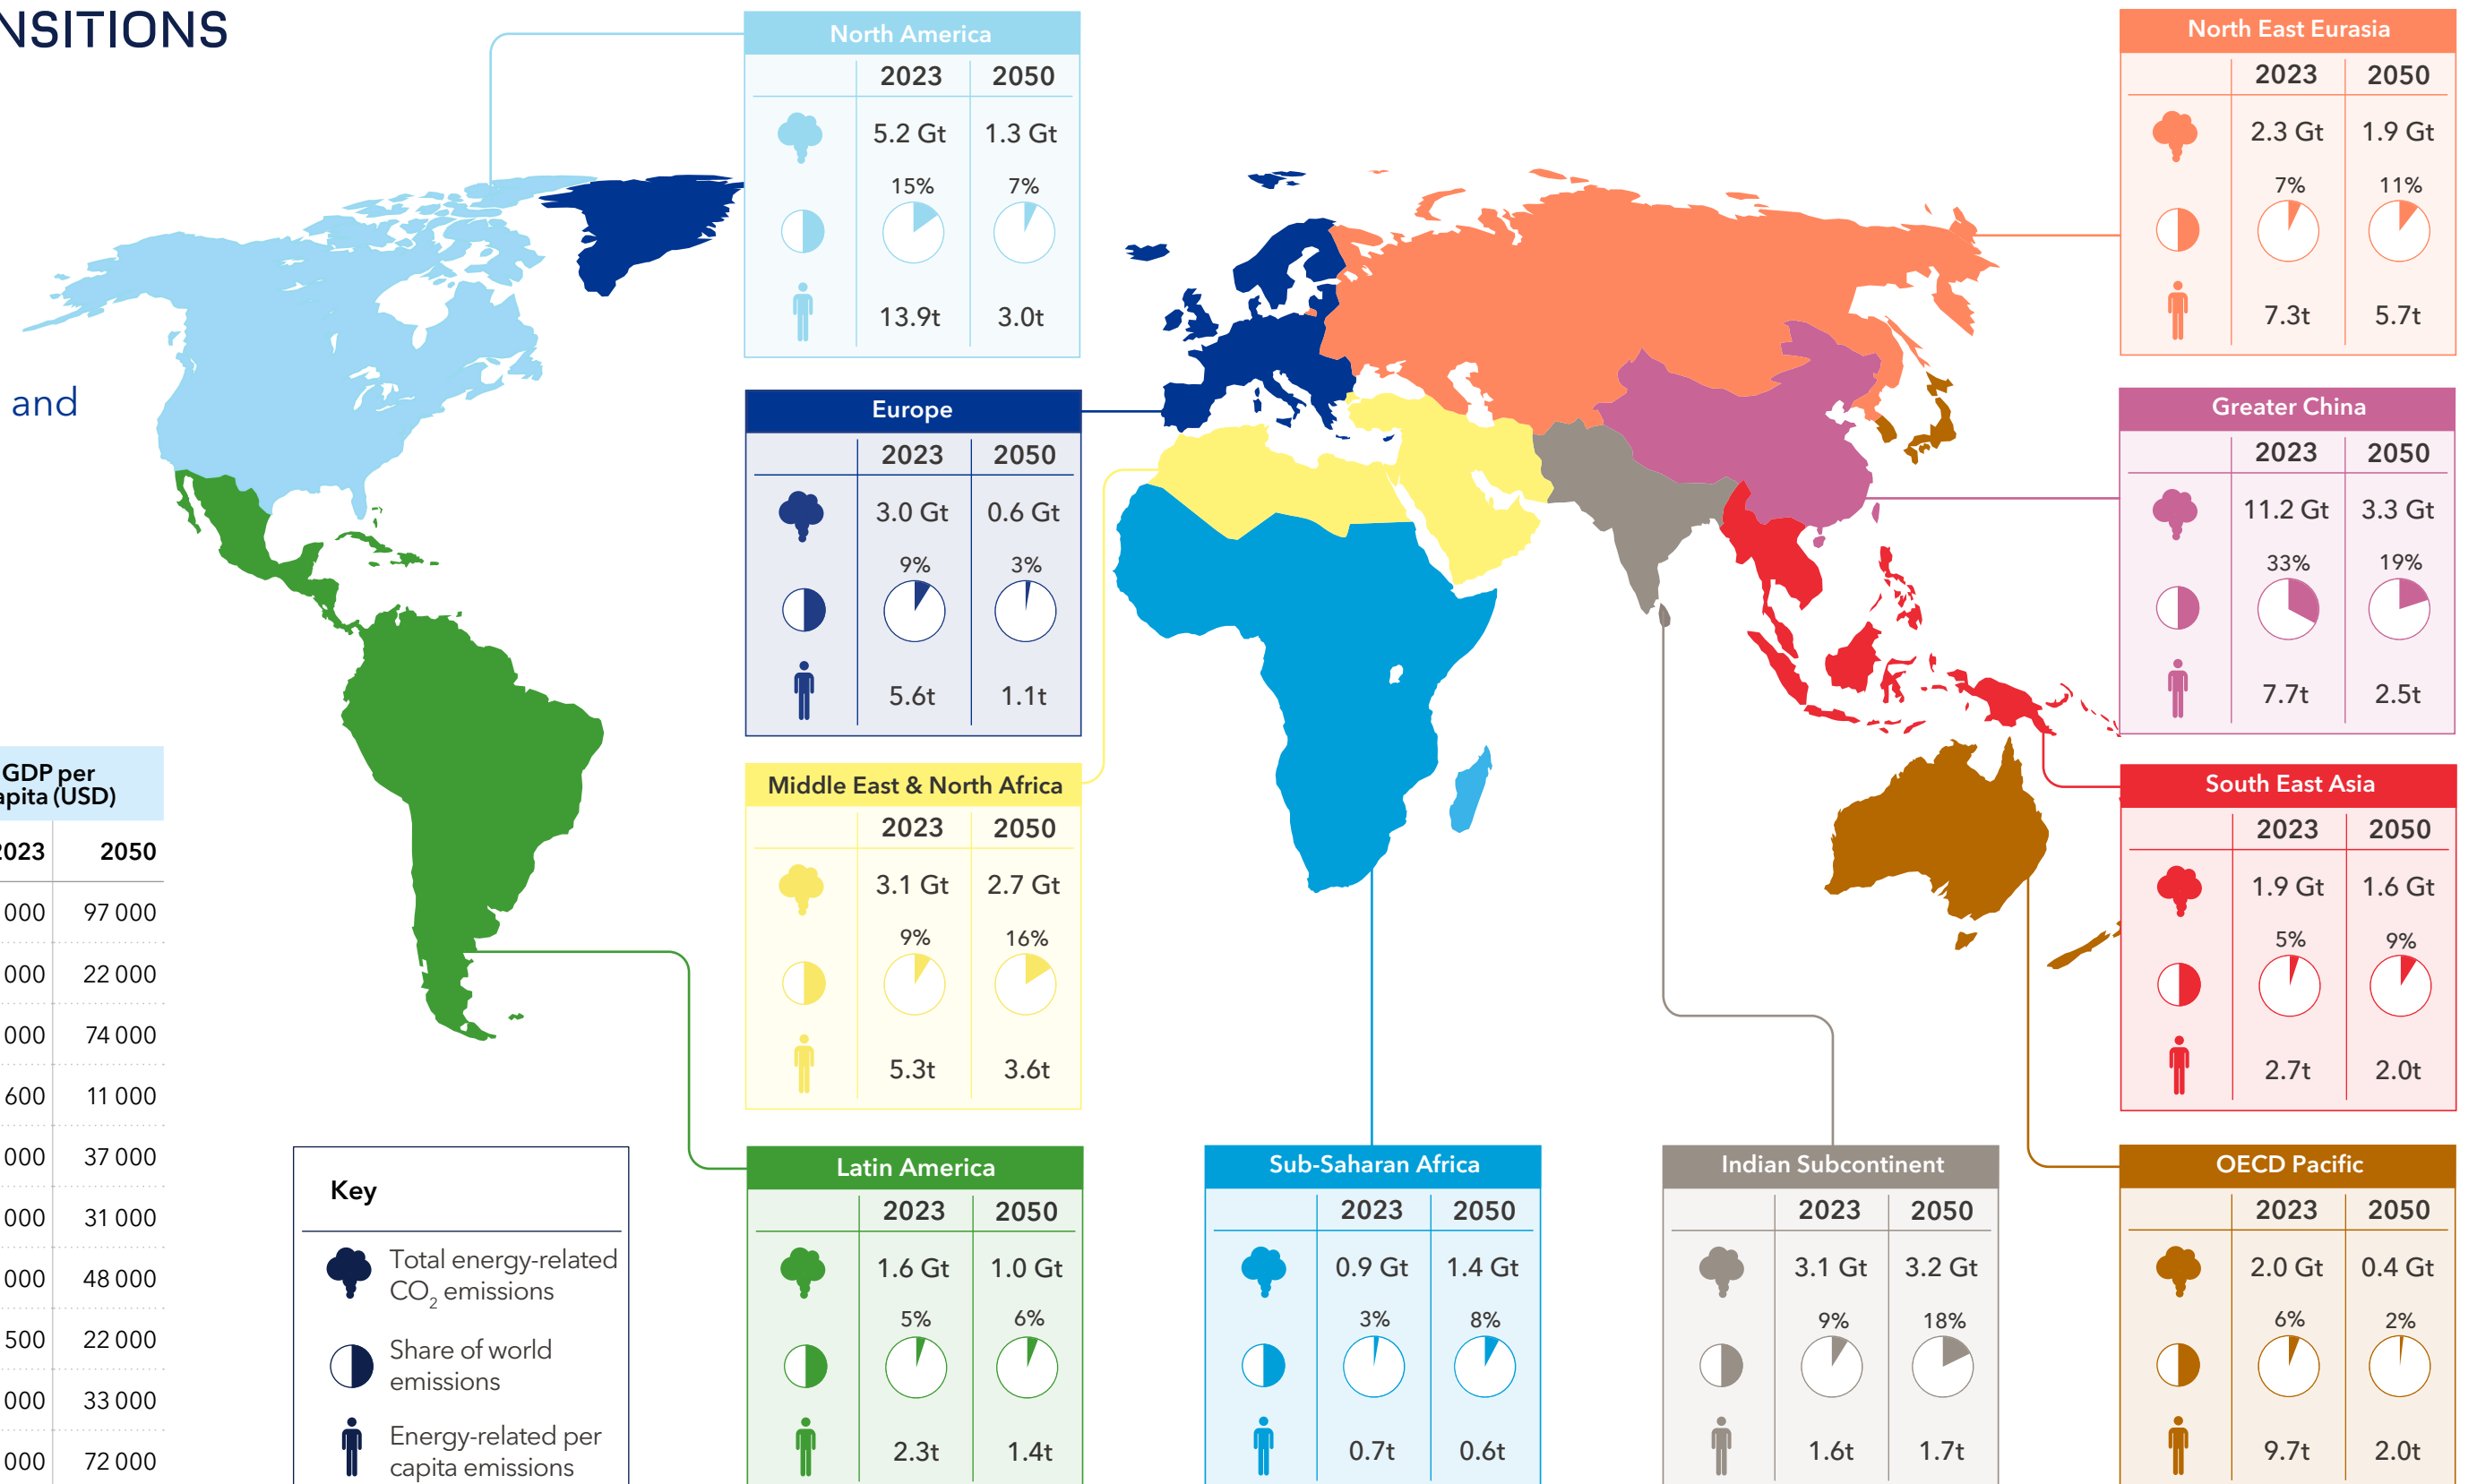 NSITIONS
and
GDP per
apita (USD)
2023 2050
000 97 000
000 22 000
000 74 000
600 11 000
000 37 000
000 31 000
000 48 000
500 22 000
000 33 000
000 72 000
Key
Total energy-related
CO2 emissions
Share of world
emissions
Energy-related per
capita emissions
North America
2023 2050
5.2 Gt 1.3 Gt
15% 7%
13.9t 3.0t
Europe
2023 2050
3.0 Gt 0.6 Gt
9% 3%
5.6t 1.1t
Middle East & North Africa
2023 2050
3.1 Gt 2.7 Gt
9% 16%
5.3t 3.6t
Latin America
2023 2050
1.6 Gt 1.0 Gt
5% 6%
2.3t 1.4t
Sub-Saharan Africa
2023 2050
0.9 Gt 1.4 Gt
3% 8%
0.7t 0.6t
Indian Subcontinent
2023 2050
3.1 Gt 3.2 Gt
9% 18%
1.6t 1.7t
North East Eurasia
2023 2050
2.3 Gt 1.9 Gt
7% 11%
7.3t 5.7t
Greater China
2023 2050
11.2 Gt 3.3 Gt
33% 19%
7.7t 2.5t
South East Asia
2023 2050
1.9 Gt 1.6 Gt
5% 9%
2.7t 2.0t
OECD Pacific
2023 2050
2.0 Gt 0.4 Gt
6% 2%
9.7t 2.0t